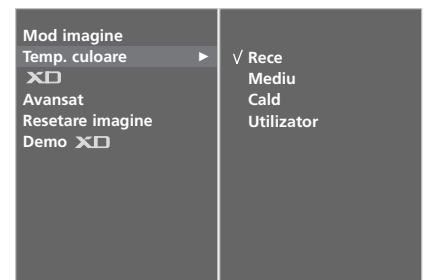 Mod imagine
Temp. culoare ►
XD
Avansat
Resetare imagine
Demo XD
√ Rece
Mediu
Cald
Utilizator